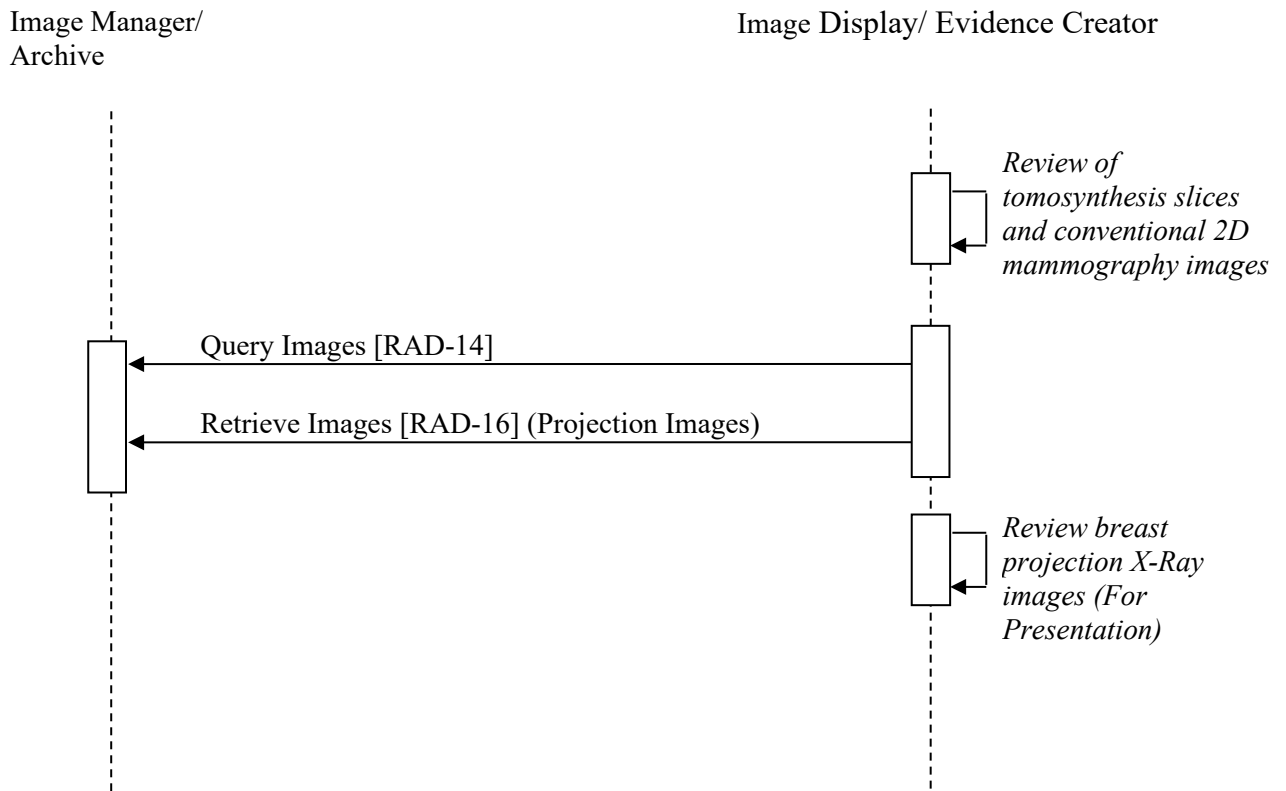 Image Manager/
Archive
Image Display/ Evidence Creator
Review of
tomosynthesis slices
and conventional 2D
mammography images
Query Images [RAD-14]
Retrieve Images [RAD-16] (Projection Images)
Review breast
projection X-Ray
images (For
Presentation)